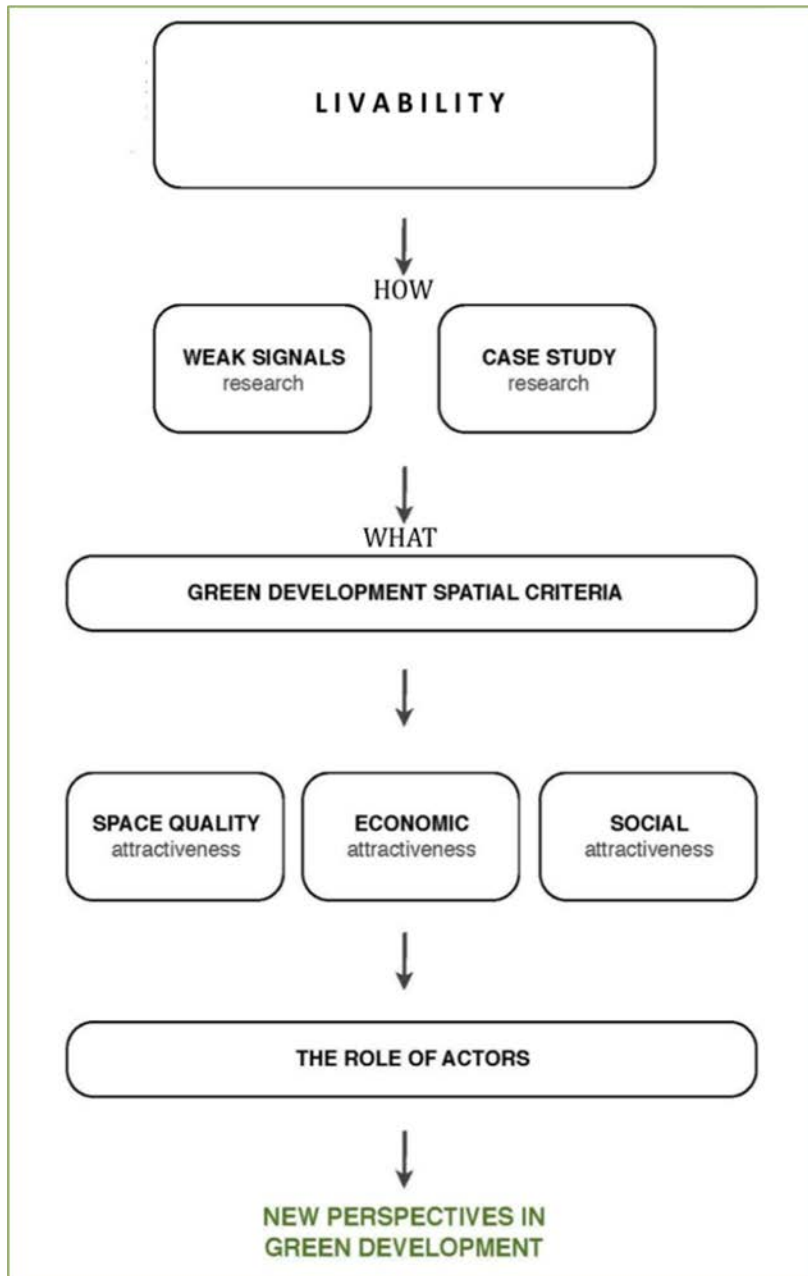 LIVABILITY
HOW
WEAK SIGNALS
research
CASE STUDY
research
WHAT
GREEN DEVELOPMENT SPATIAL CRITERIA
SPACE QUALITY
attractiveness
ECONOMIC
attractiveness
SOCIAL
attractiveness
THE ROLE OF ACTORS
NEW PERSPECTIVES IN
GREEN DEVELOPMENT